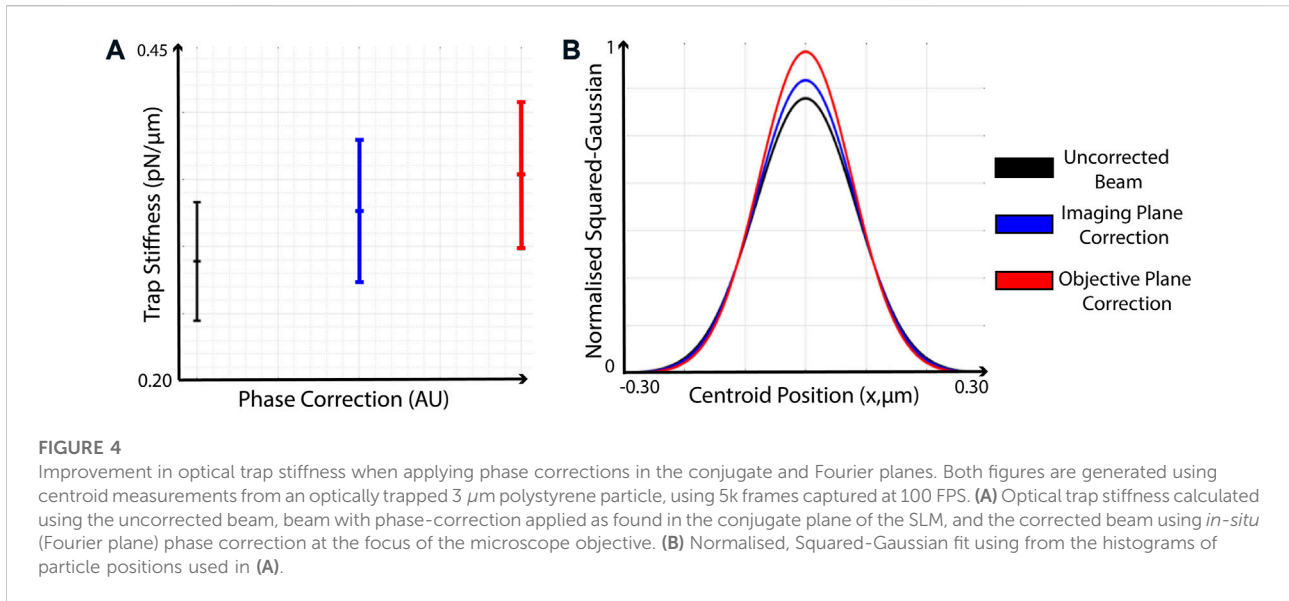 A
0.45
Trap Stiffness (pN/µm)
0.20
Phase Correction (AU)
B
1
Normalised Squared-Gaussian
0
-0.30
0.30
Centroid Position (x,µm)
Uncorrected
Beam
Imaging Plane
Correction
Objective Plane
Correction
FIGURE 4
Improvement in optical trap stiffness when applying phase corrections in the conjugate and Fourier planes. Both figures are generated using
centroid measurements from an optically trapped 3 µm polystyrene particle, using 5k frames captured at 100 FPS. (A) Optical trap stiffness calculated
using the uncorrected beam, beam with phase-correction applied as found in the conjugate plane of the SLM, and the corrected beam using in-situ
(Fourier plane) phase correction at the focus of the microscope objective. (B) Normalised, Squared-Gaussian fit using from the histograms of
particle positions used in (A).